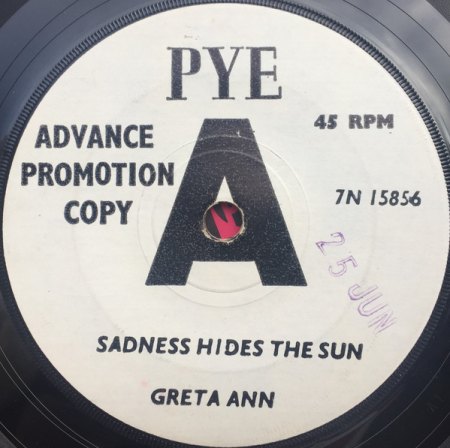 PYE
ADVANCE
PROMOTION
COPY
A
45 RPM
7N 15856
25 JUN
SADNESS HIDES THE SUN
GRETA ANN